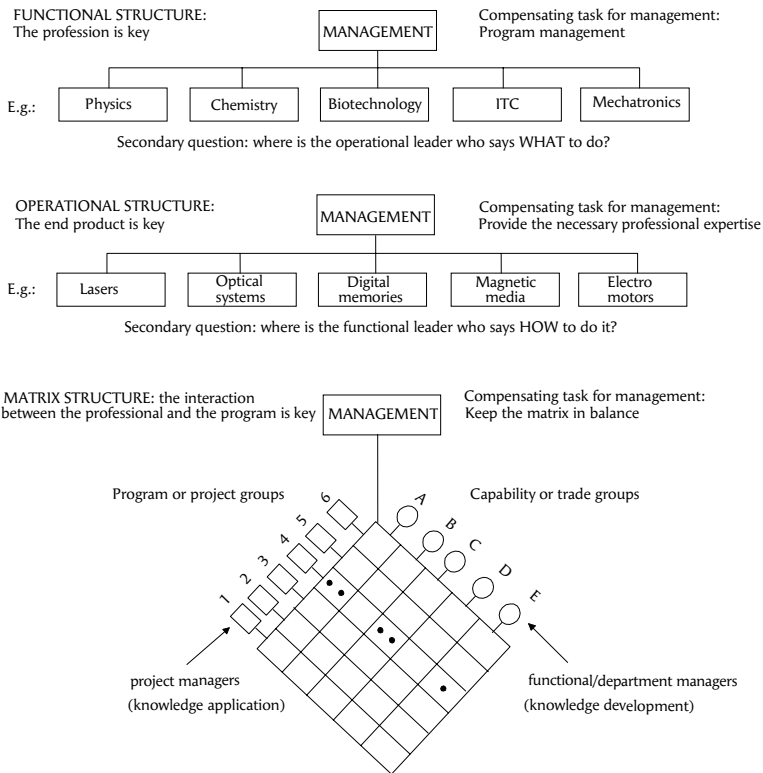 FUNCTIONAL STRUCTURE:
The profession is key
MANAGEMENT
Compensating task for management:
Program management
E.g.:
Physics
Chemistry
Biotechnology
ITC
Mechatronics
Secondary question: where is the operational leader who says WHAT to do?
OPERATIONAL STRUCTURE:
The end product is key
MANAGEMENT
Compensating task for management:
Provide the necessary professional expertise
E.g.:
Lasers
Optical
systems
Digital
memories
Magnetic
media
Electro
motors
Secondary question: where is the functional leader who says HOW to do it?
MATRIX STRUCTURE: the interaction
between the professional and the program is key
MANAGEMENT
Compensating task for management:
Keep the matrix in balance
Program or project groups
Capability or trade groups
1
2
3
4
5
6
A
B
C
D
E
project managers
(knowledge application)
functional/department managers
(knowledge development)